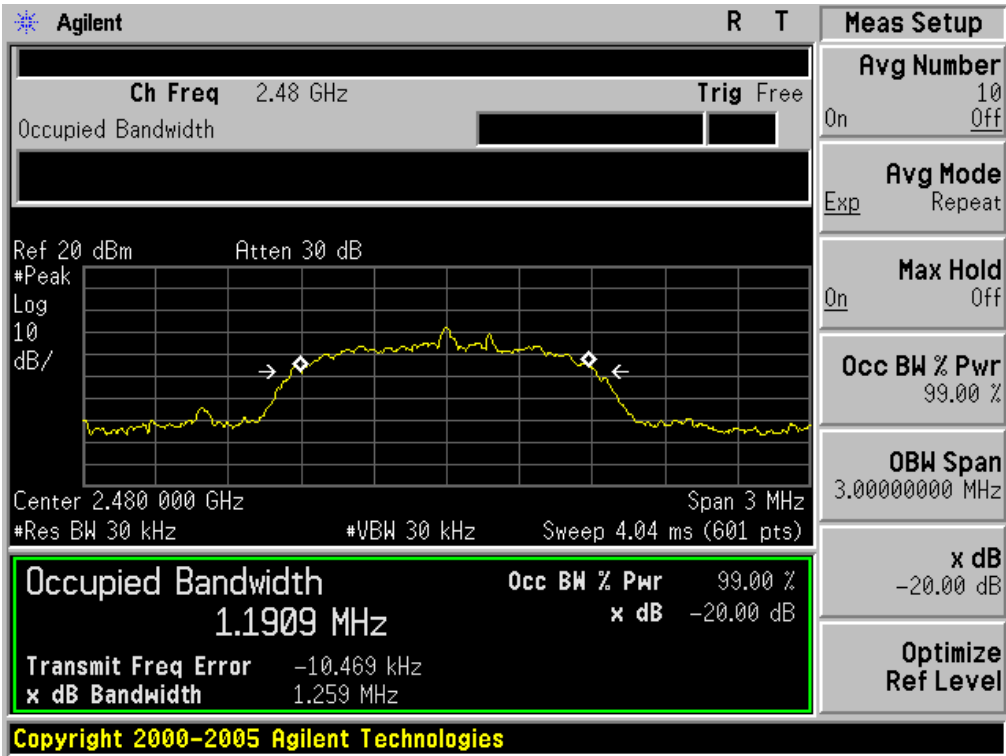 Agilent R T
Ch Freq 2.48 GHz Trig Free
Occupied Bandwidth
Ref 20 dBm Atten 30 dB
#Peak
Log
10
dB/
Center 2.480 000 GHz Span 3 MHz
#Res BW 30 kHz #VBW 30 kHz Sweep 4.04 ms (601 pts)
Occupied Bandwidth Occ BW % Pwr 99.00 %
1.1909 MHz x dB -20.00 dB
Transmit Freq Error -10.469 kHz
x dB Bandwidth 1.259 MHz
Copyright 2000-2005 Agilent Technologies
Meas Setup
Avg Number
10
On Off
Avg Mode
Exp Repeat
Max Hold
On Off
Occ BW % Pwr
99.00 %
OBW Span
3.00000000 MHz
x dB
-20.00 dB
Optimize
Ref Level